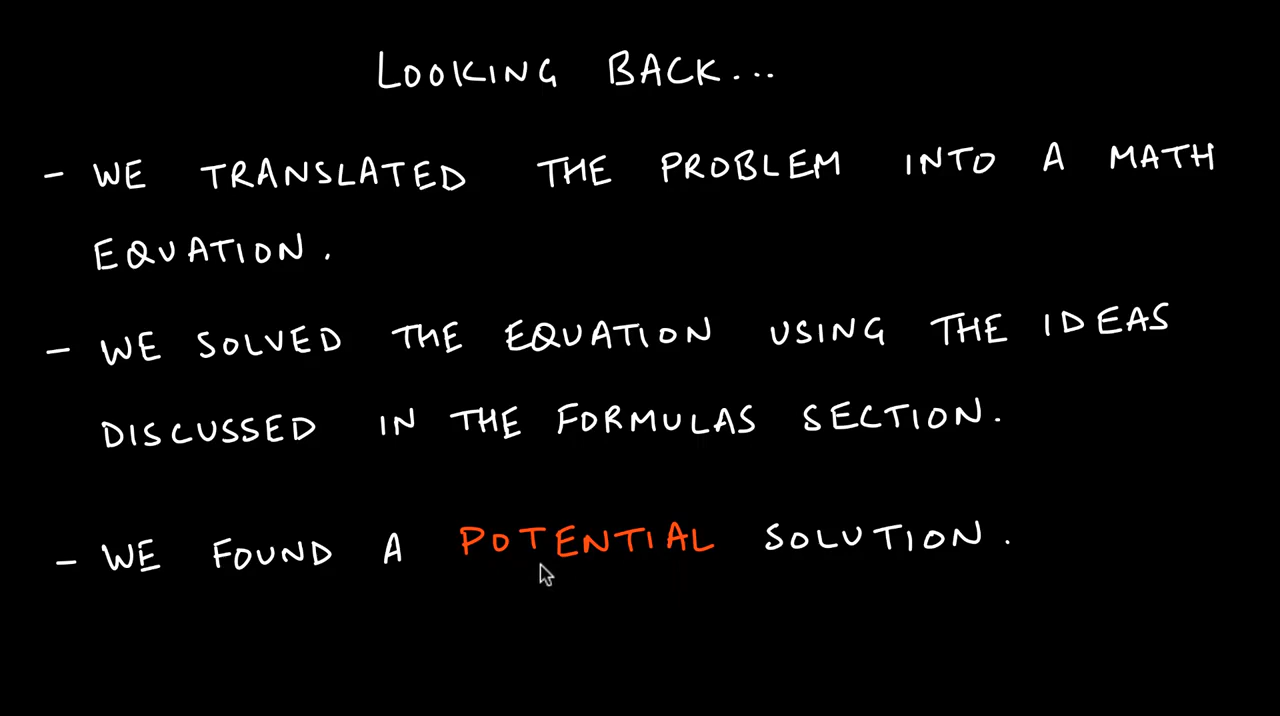 LOOKING BACK...
- WE TRANSLATED THE PROBLEM INTO A MATH
EQUATION.
- WE SOLVED THE EQUATION USING THE IDEAS
DISCUSSED IN THE FORMULAS SECTION.
- WE FOUND A POTENTIAL SOLUTION.